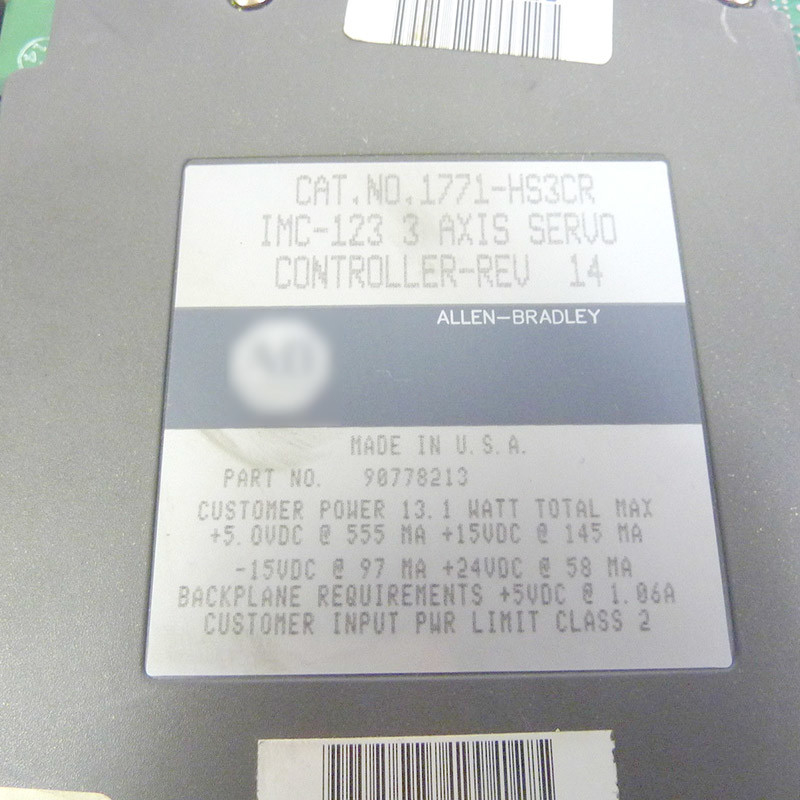 CAT.NO.1771-HS3CR
IMC-123 3 AXIS SERVO
CONTROLLER-REV 14
ALLEN-BRADLEY
MADE IN U.S.A.
PART NO. 90778213
CUSTOMER POWER 13.1 WATT TOTAL MAX
+5.0VDC @ 555 MA +15VDC @ 145 MA
-15VDC @ 97 MA +24VDC @ 58 MA
BACKPLANE REQUIREMENTS +5VDC @ 1.06A
CUSTOMER INPUT PWR LIMIT CLASS 2